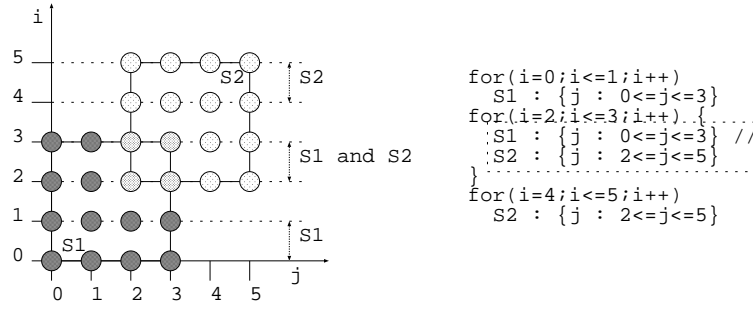 i
5
S2
S2
4
3
S1 and S2
2
1
S1
S1
0
j
0 1 2 3 4 5
for(i=0;i<=1;i++)
S1 : {j : 0<=j<=3}
for(i=2;i<=3;i++) {
S1 : {j : 0<=j<=3} //
S2 : {j : 2<=j<=5}
}
for(i=4;i<=5;i++)
S2 : {j : 2<=j<=5}